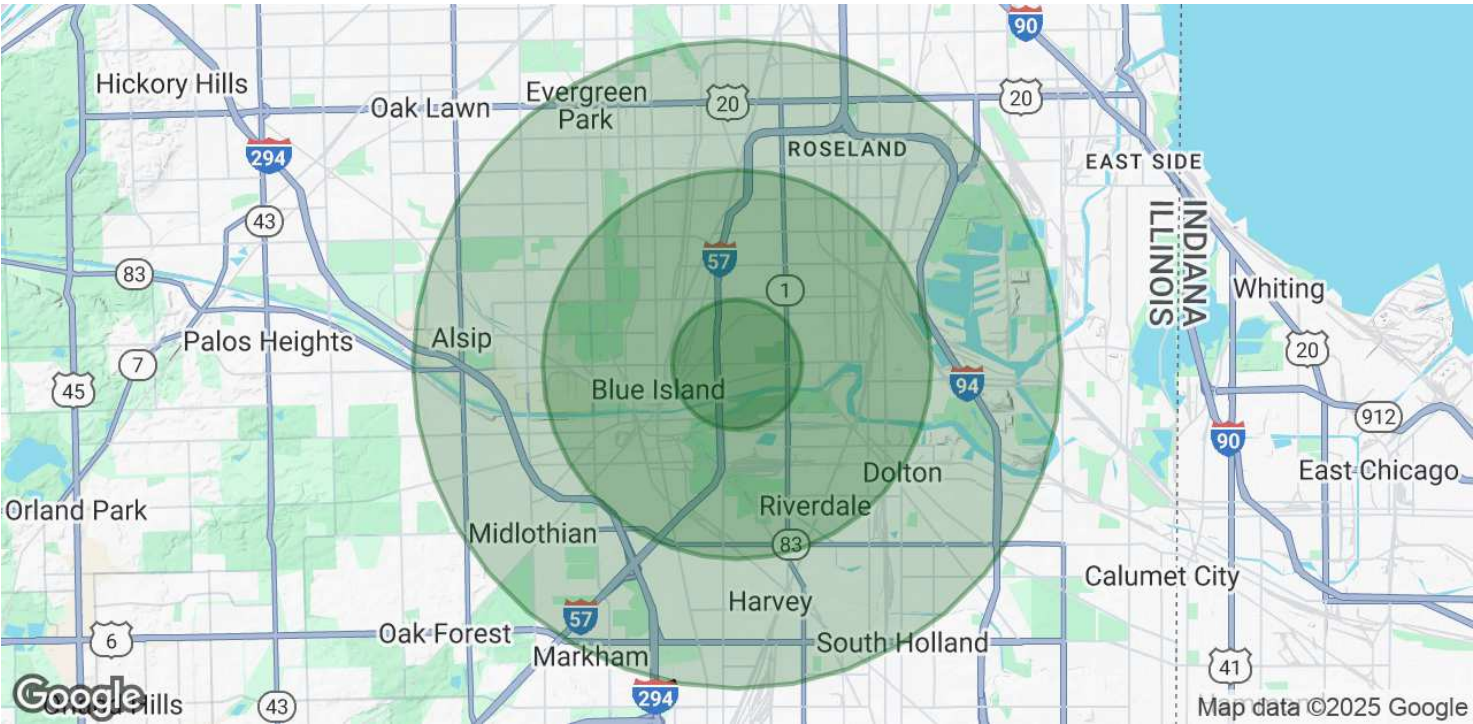 90
Hickory Hills
Evergreen
Park
Oak Lawn
20
20
294
ROSELAND
EAST SIDE
43
INDIANA
ILLINOIS
57
83
1
Whiting
Palos Heights
Alsip
7
20
45
Blue Island
94
912
90
Dolton
East Chicago
Orland Park
Riverdale
Midlothian
83
Calumet City
57
Harvey
6
Oak Forest
South Holland
Markham
41
294
Google
Hills
43
Map data ©2025 Google